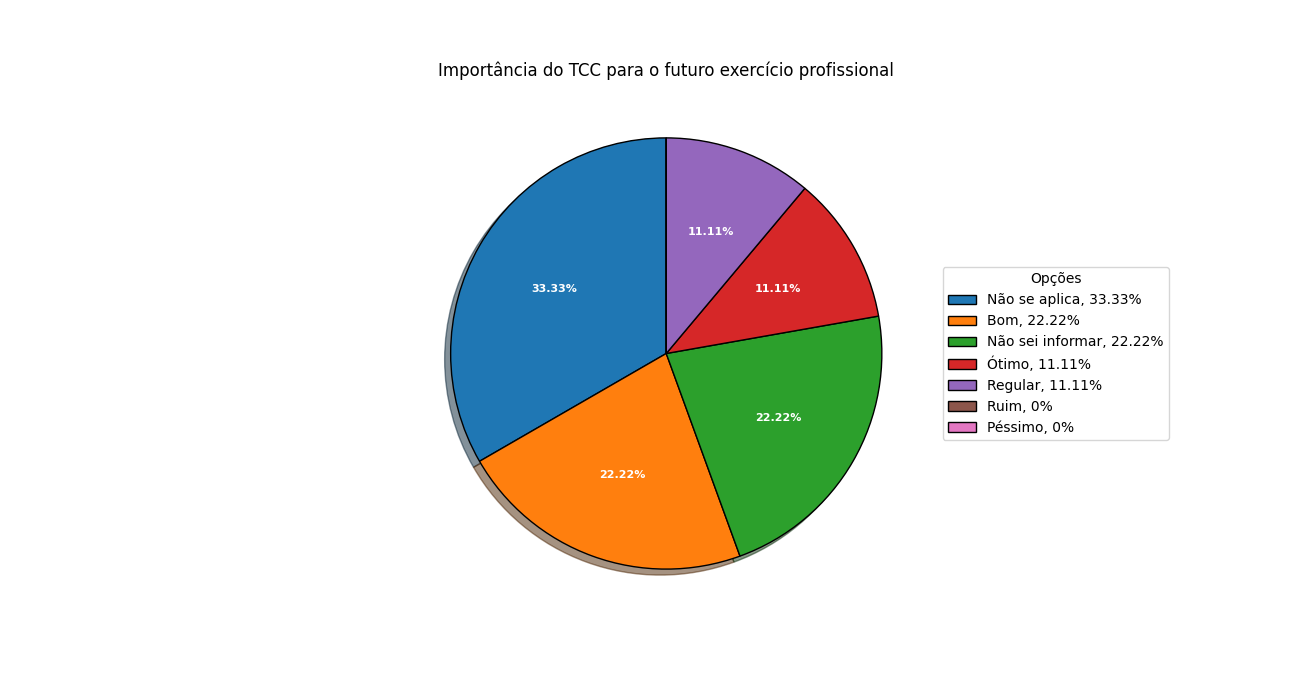 Importância do TCC para o futuro exercício profissional
11.11%
33.33%
11.11%
22.22%
22.22%
Opções
Não se aplica, 33.33%
Bom, 22.22%
Não sei informar, 22.22%
Ótimo, 11.11%
Regular, 11.11%
Ruim, 0%
Péssimo, 0%